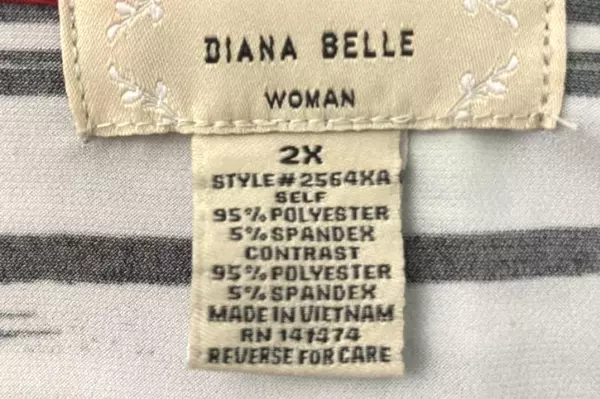 DIANA BELLE
WOMAN
2X
STYLE# 2564XA
SELF
95% POLYESTER
5% SPANDEX
CONTRAST
95% POLYESTER
5% SPANDEX
MADE IN VIETNAM
RN 141474
REVERSE FOR CARE